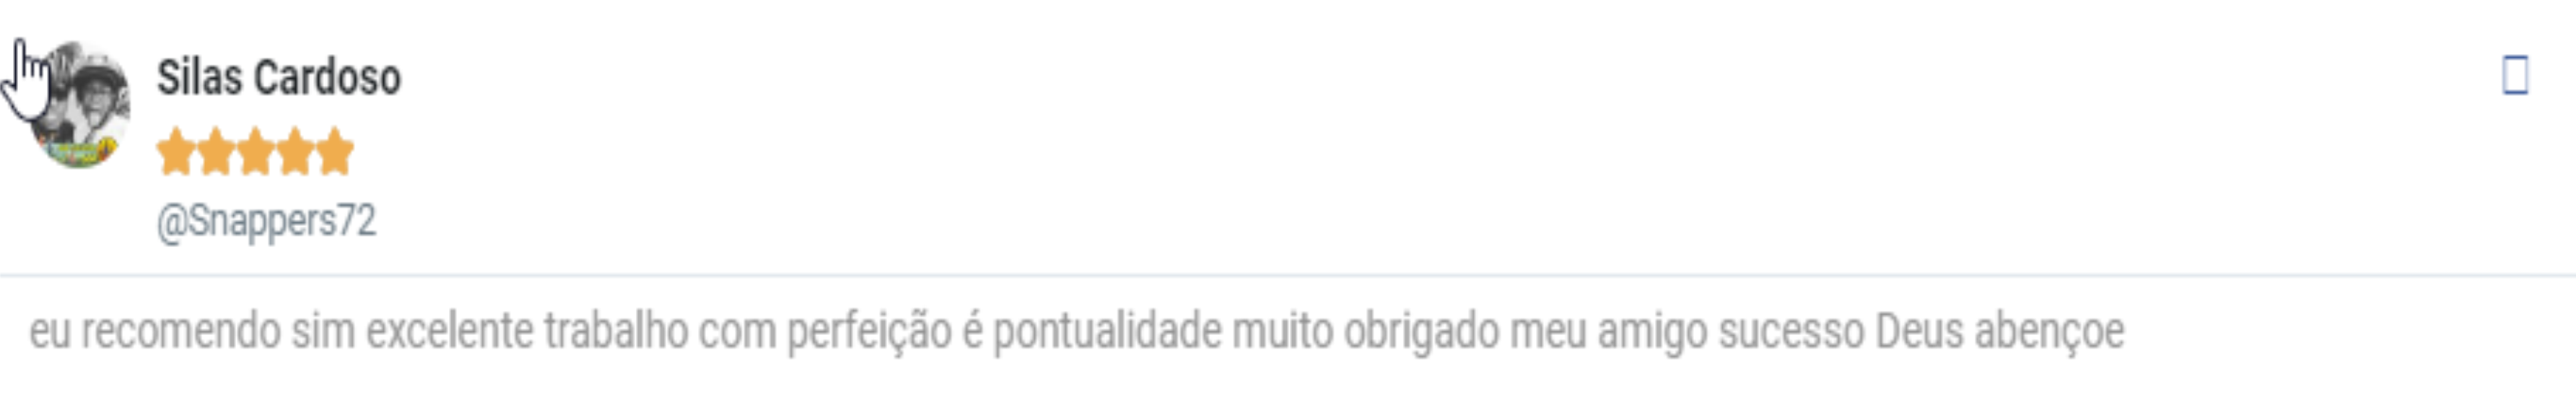 Silas Cardoso
@Snappers72
eu recomendo sim excelente trabalho com perfeição é pontualidade muito obrigado meu amigo sucesso Deus abençoe